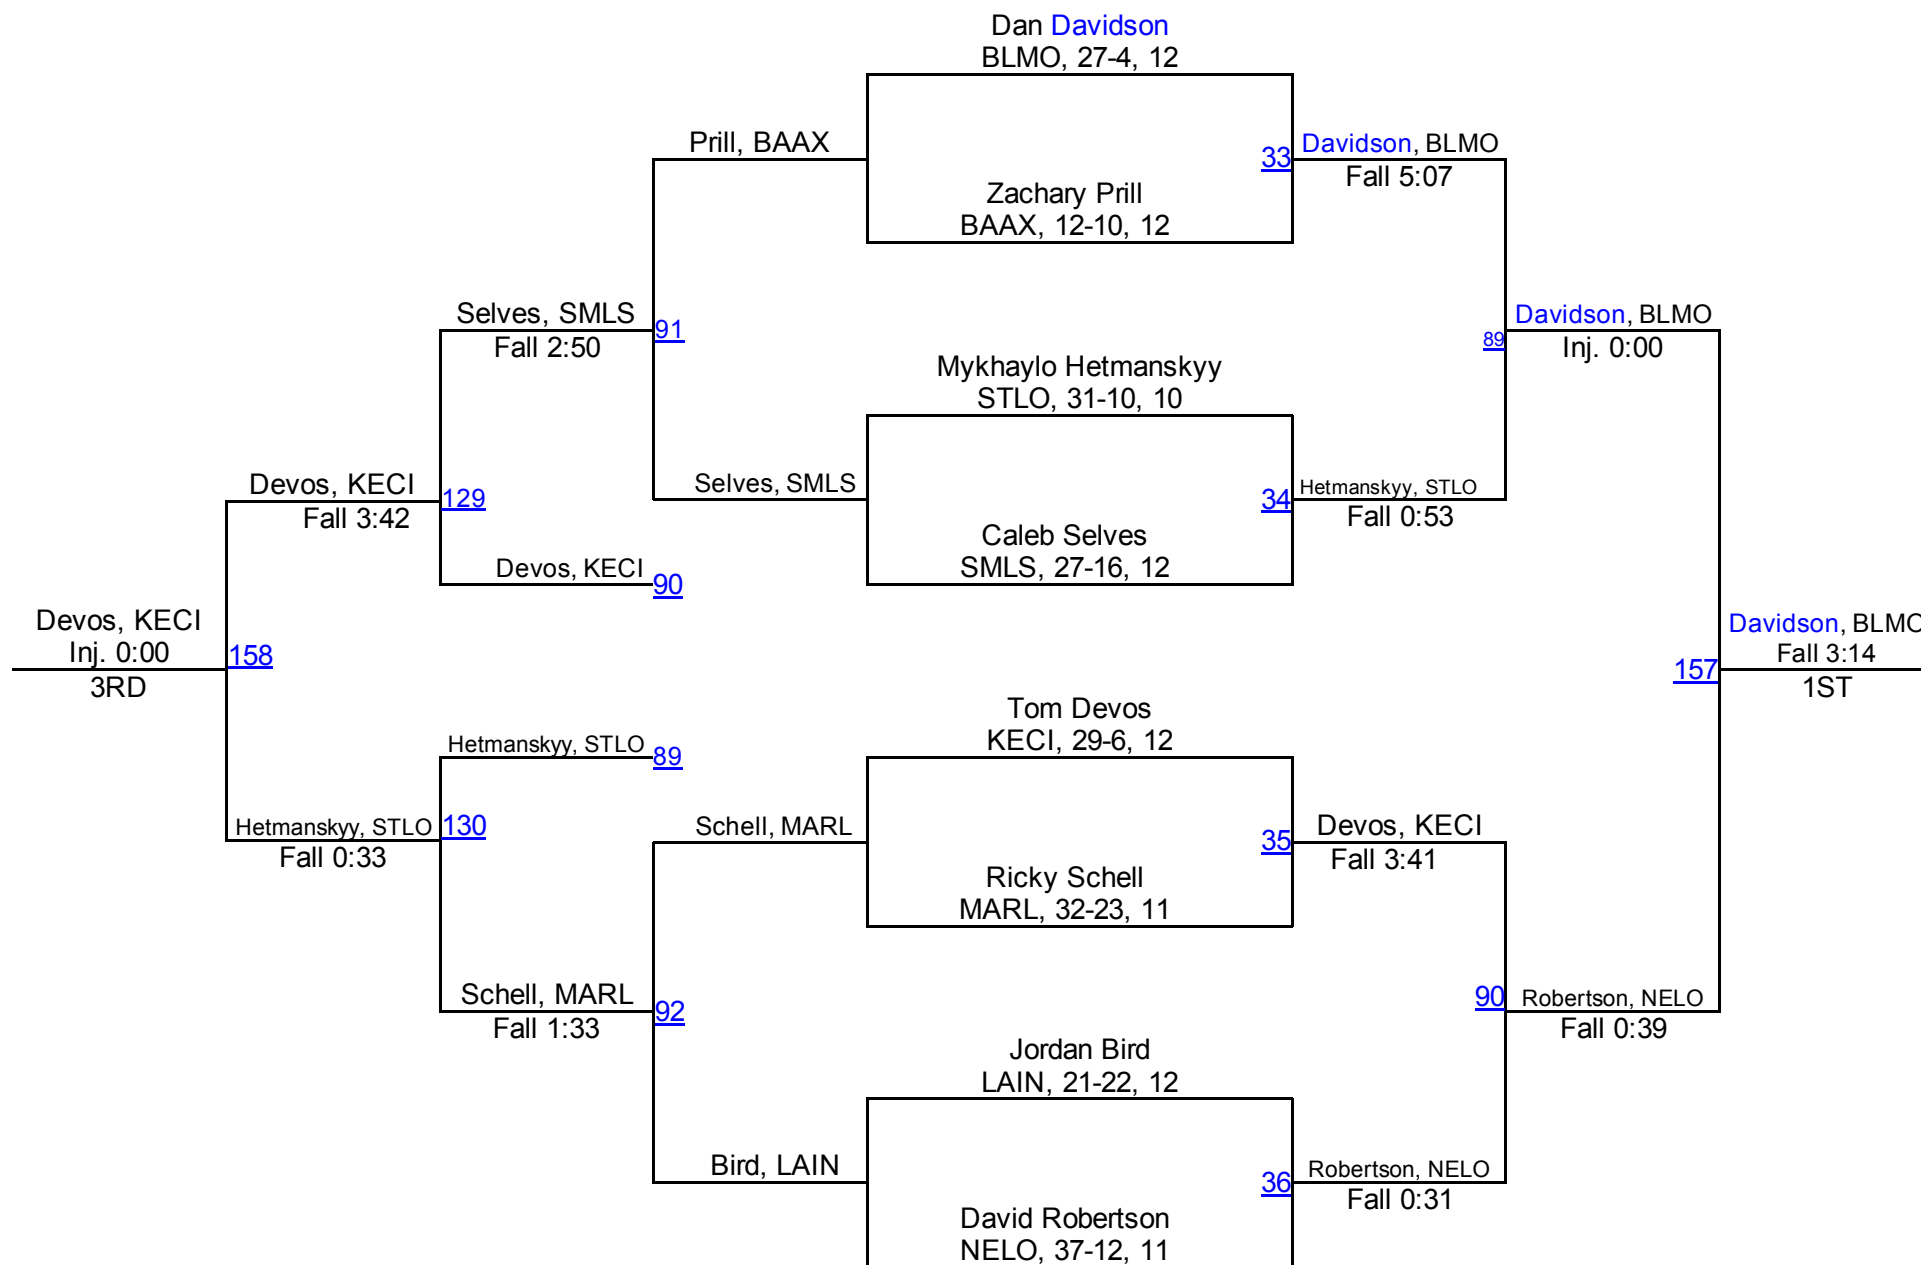 Dan Davidson
BLMO, 27-4, 12
Prill, BAAX
33
Davidson, BLMO
Fall 5:07
Zachary Prill
BAAX, 12-10, 12
Selves, SMLS
Fall 2:50
91
Davidson, BLMO
Inj. 0:00
89
Mykhaylo Hetmanskyy
STLO, 31-10, 10
Devos, KECI
Fall 3:42
129
Selves, SMLS
34
Hetmanskyy, STLO
Fall 0:53
Caleb Selves
SMLS, 27-16, 12
Devos, KECI
90
Devos, KECI
Inj. 0:00
3RD
158
Davidson, BLMO
Fall 3:14
1ST
157
Tom Devos
KECI, 29-6, 12
Hetmanskyy, STLO
89
Hetmanskyy, STLO
Fall 0:33
130
Schell, MARL
35
Devos, KECI
Fall 3:41
Ricky Schell
MARL, 32-23, 11
Schell, MARL
Fall 1:33
92
90
Robertson, NELO
Fall 0:39
Jordan Bird
LAIN, 21-22, 12
Bird, LAIN
36
Robertson, NELO
Fall 0:31
David Robertson
NELO, 37-12, 11